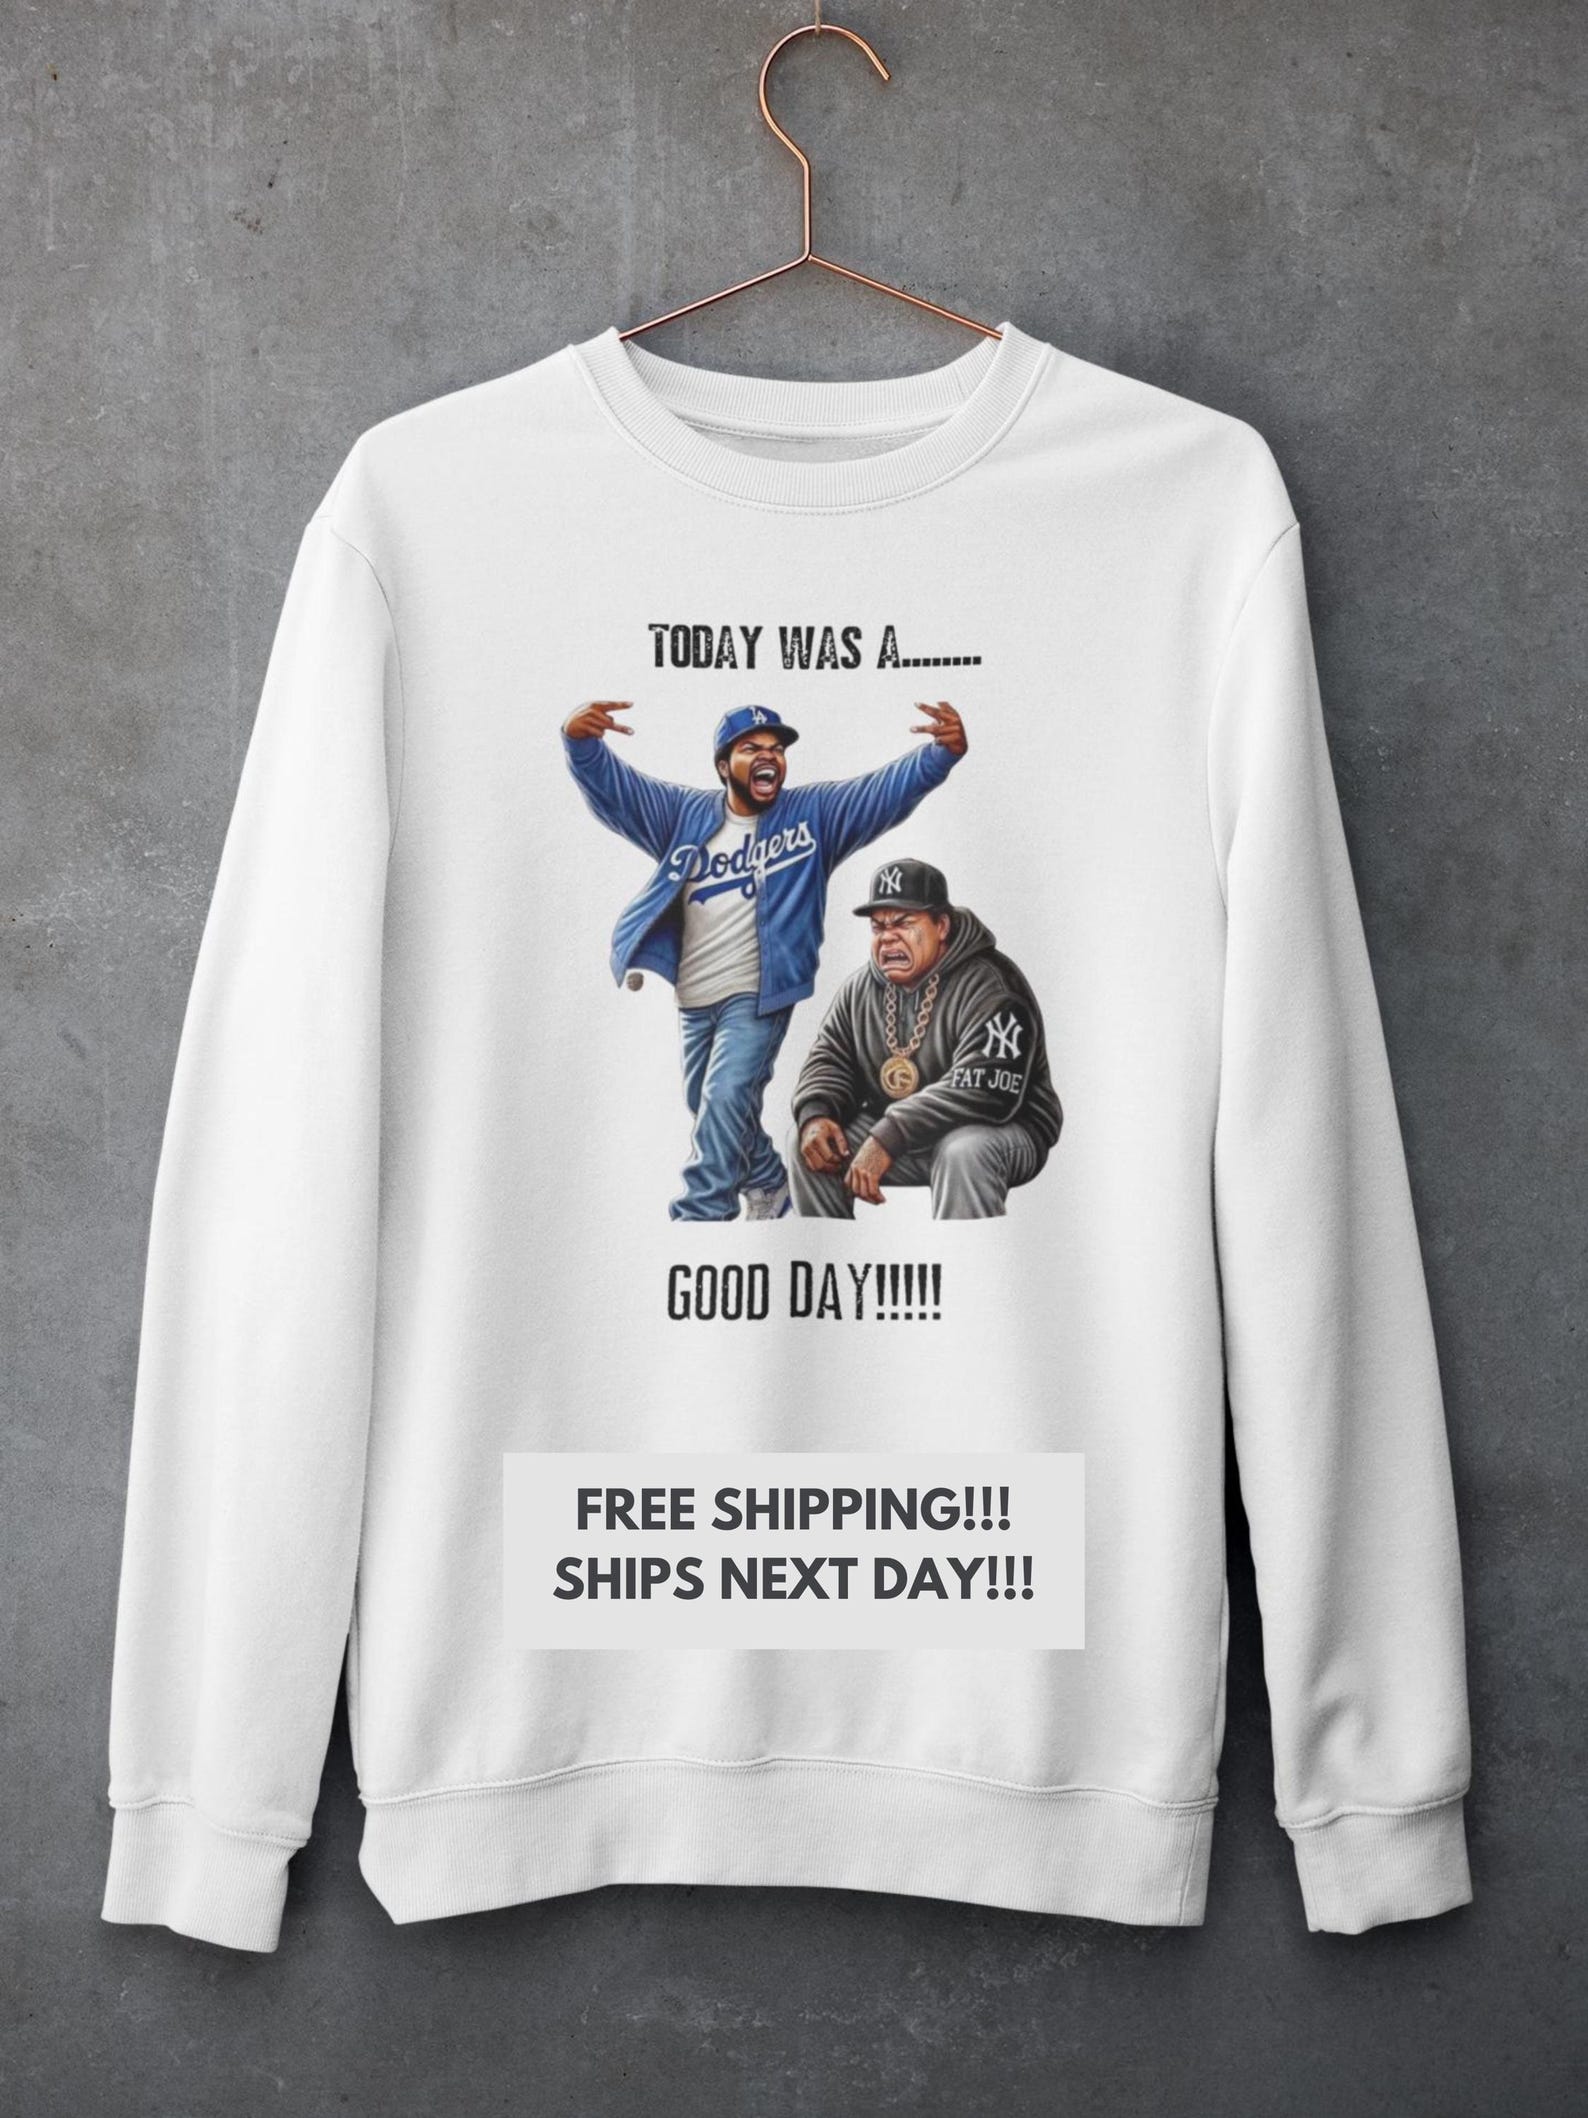 TODAY WAS A........
LA
Dodgers
NY
NY
FAT JOE
GOOD DAY!!!!!
FREE SHIPPING!!!
SHIPS NEXT DAY!!!